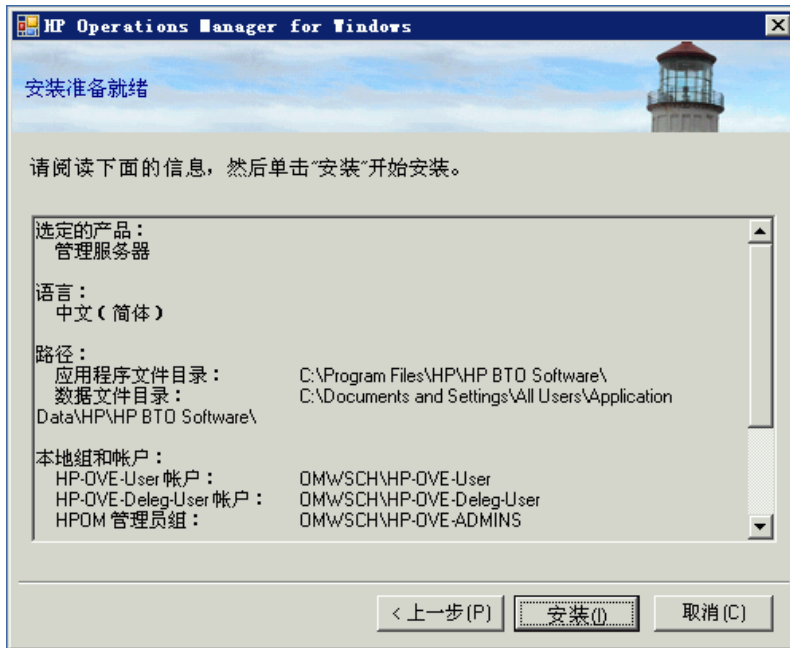 HP Operations Manager for Windows
安装准备就绪
请阅读下面的信息，然后单击“安装”开始安装。
选定的产品：
管理服务器
语言：
中文（简体）
路径：
应用程序文件目录： C:\Program Files\HP\HP BTO Software\
数据文件目录： C:\Documents and Settings\All Users\Application
Data\HP\HP BTO Software\
本地组和帐户：
HP-OVE-User 帐户： OMWSCH\HP-OVE-User
HP-OVE-Deleg-User 帐户： OMWSCH\HP-OVE-Deleg-User
HPOM 管理员组： OMWSCH\HP-OVE-ADMINS
< 上一步(P) 安装(I) 取消(C)